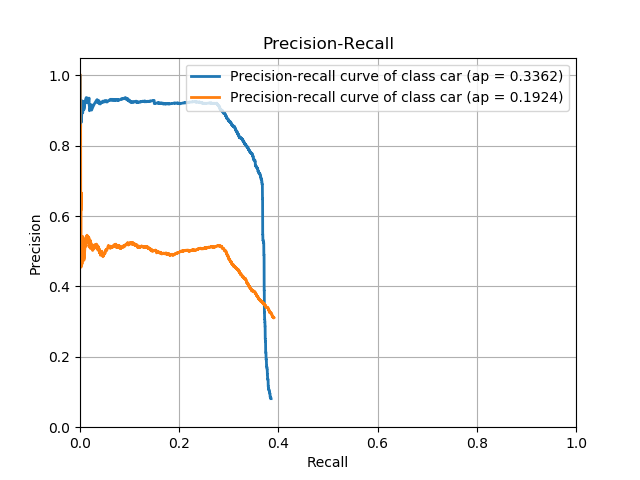 Precision-Recall
Precision-recall curve of class car (ap = 0.3362)
Precision-recall curve of class car (ap = 0.1924)
1.0
0.8
0.6
0.4
0.2
0.0
Precision
0.0 0.2 0.4 0.6 0.8 1.0
Recall